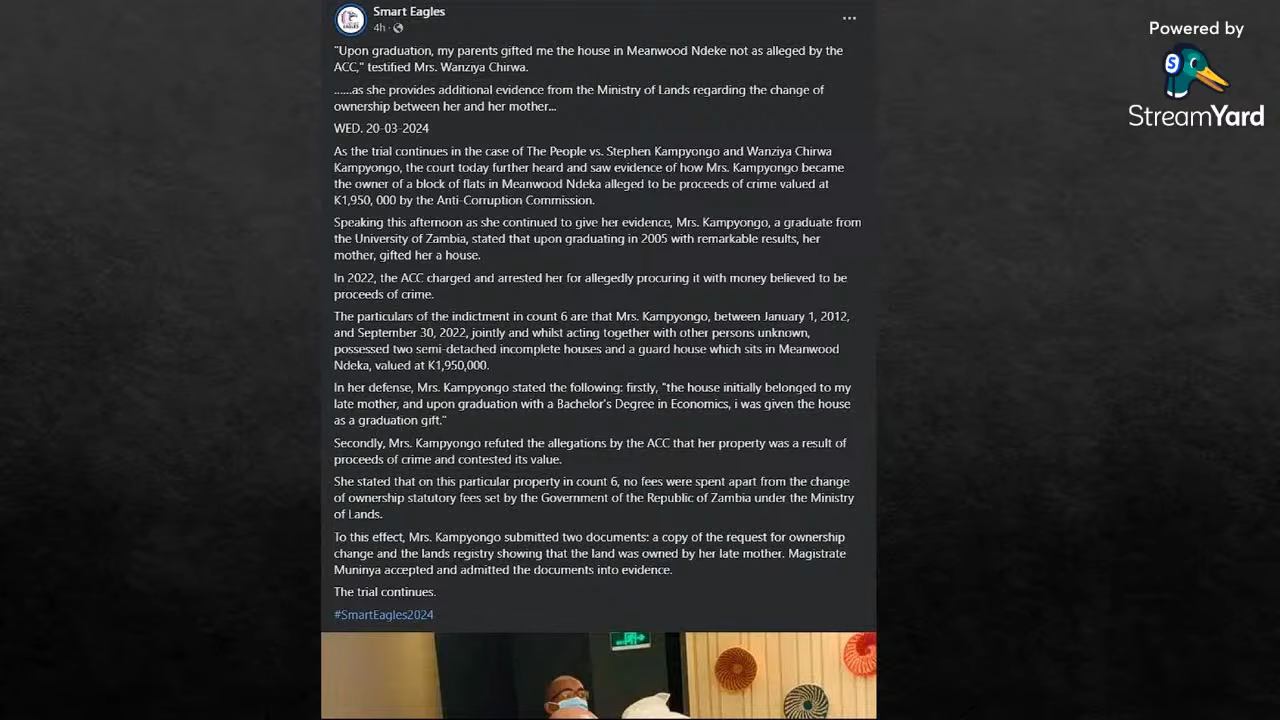 Smart Eagles
4h ·
"Upon graduation, my parents gifted me the house in Meanwood Ndeke not as alleged by the
ACC," testified Mrs. Wanziya Chirwa.
......as she provides additional evidence from the Ministry of Lands regarding the change of
ownership between her and her mother...
WED. 20-03-2024
As the trial continues in the case of The People vs. Stephen Kampyongo and Wanziya Chirwa
Kampyongo, the court today further heard and saw evidence of how Mrs. Kampyongo became
the owner of a block of flats in Meanwood Ndeka alleged to be proceeds of crime valued at
K1,950, 000 by the Anti-Corruption Commission.
Speaking this afternoon as she continued to give her evidence, Mrs. Kampyongo, a graduate from
the University of Zambia, stated that upon graduating in 2005 with remarkable results, her
mother, gifted her a house.
In 2022, the ACC charged and arrested her for allegedly procuring it with money believed to be
proceeds of crime.
The particulars of the indictment in count 6 are that Mrs. Kampyongo, between January 1, 2012,
and September 30, 2022, jointly and whilst acting together with other persons unknown,
possessed two semi-detached incomplete houses and a guard house which sits in Meanwood
Ndeka, valued at K1,950,000.
In her defense, Mrs. Kampyongo stated the following: firstly, "the house initially belonged to my
late mother, and upon graduation with a Bachelor's Degree in Economics, i was given the house
as a graduation gift."
Secondly, Mrs. Kampyongo refuted the allegations by the ACC that her property was a result of
proceeds of crime and contested its value.
She stated that on this particular property in count 6, no fees were spent apart from the change
of ownership statutory fees set by the Government of the Republic of Zambia under the Ministry
of Lands.
To this effect, Mrs. Kampyongo submitted two documents: a copy of the request for ownership
change and the lands registry showing that the land was owned by her late mother. Magistrate
Muninya accepted and admitted the documents into evidence.
The trial continues.
#SmartEagles2024
Powered by
S
StreamYard